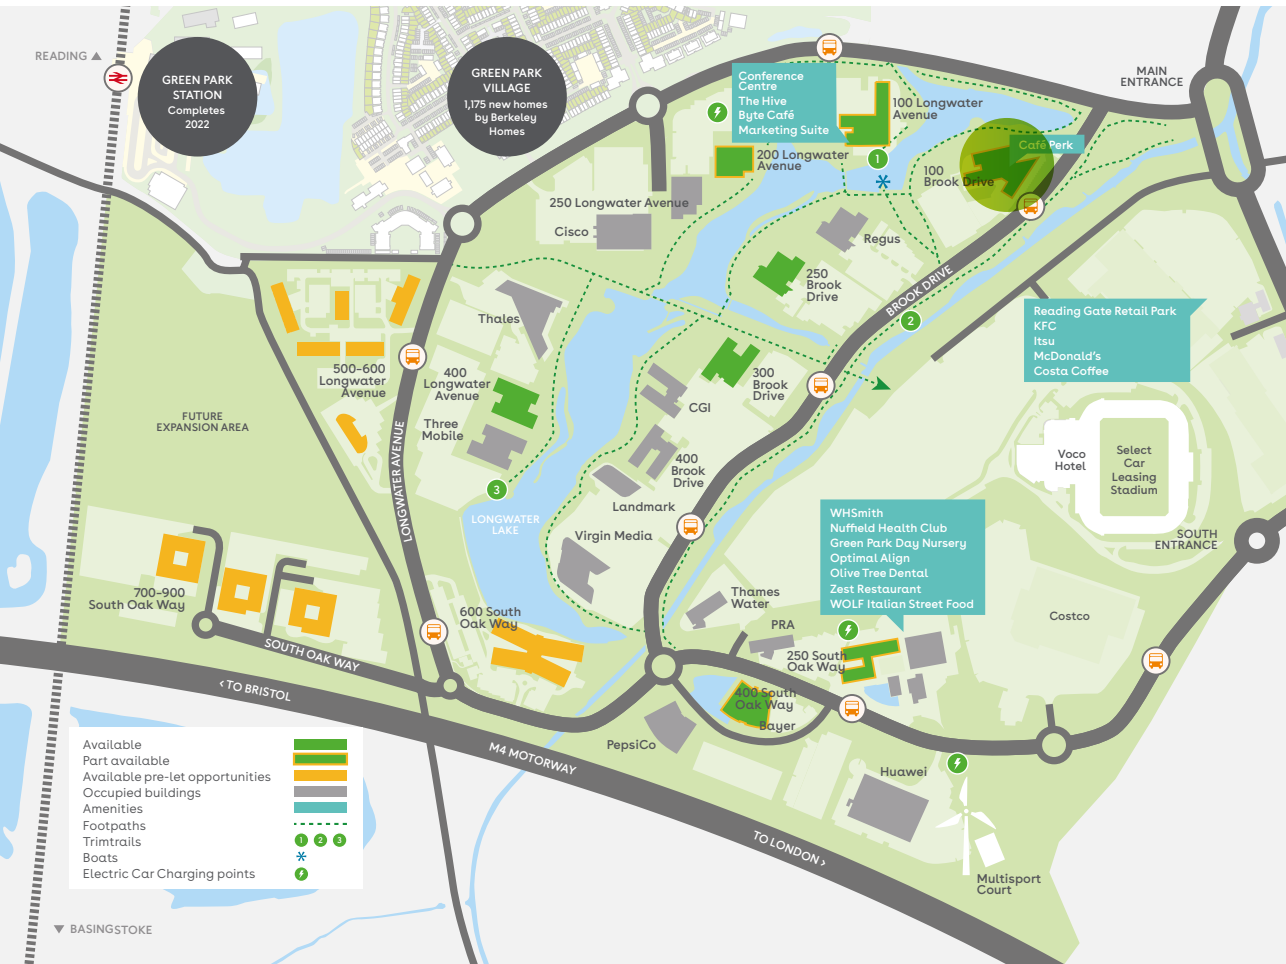 READING
GREEN PARK
STATION
Completes
2022
GREEN PARK
VILLAGE
1,175 new homes
by Berkeley
Homes
MAIN
ENTRANCE
Conference
Centre
The Hive
Byte Café
Marketing Suite
100 Longwater
Avenue
1
200 Longwater
Avenue
Café Perk
100
Brook Drive
250 Longwater Avenue
Cisco
Regus
250
Brook
Drive
BROOK DRIVE
2
Reading Gate Retail Park
KFC
Itsu
McDonald's
Costa Coffee
Thales
500-600
Longwater
Avenue
400
Longwater
Avenue
Three
Mobile
300
Brook
Drive
CGI
FUTURE
EXPANSION AREA
LONGWATER AVENUE
400
Brook
Drive
Voco
Hotel
Select
Car
Leasing
Stadium
3
LONGWATER
LAKE
Landmark
Virgin Media
SOUTH
ENTRANCE
WHSmith
Nuffield Health Club
Green Park Day Nursery
Optimal Align
Olive Tree Dental
Zest Restaurant
WOLF Italian Street Food
700-900
South Oak Way
600 South
Oak Way
Thames
Water
PRA
Costco
SOUTH OAK WAY
250 South
Oak Way
‹ TO BRISTOL
400 South
Oak Way
Bayer
PepsiCo
M4 MOTORWAY
Huawei
TO LONDON ›
Multisport
Court
Available
Part available
Available pre-let opportunities
Occupied buildings
Amenities
Footpaths
Trimtrails
1 2 3
Boats
Electric Car Charging points
BASINGSTOKE